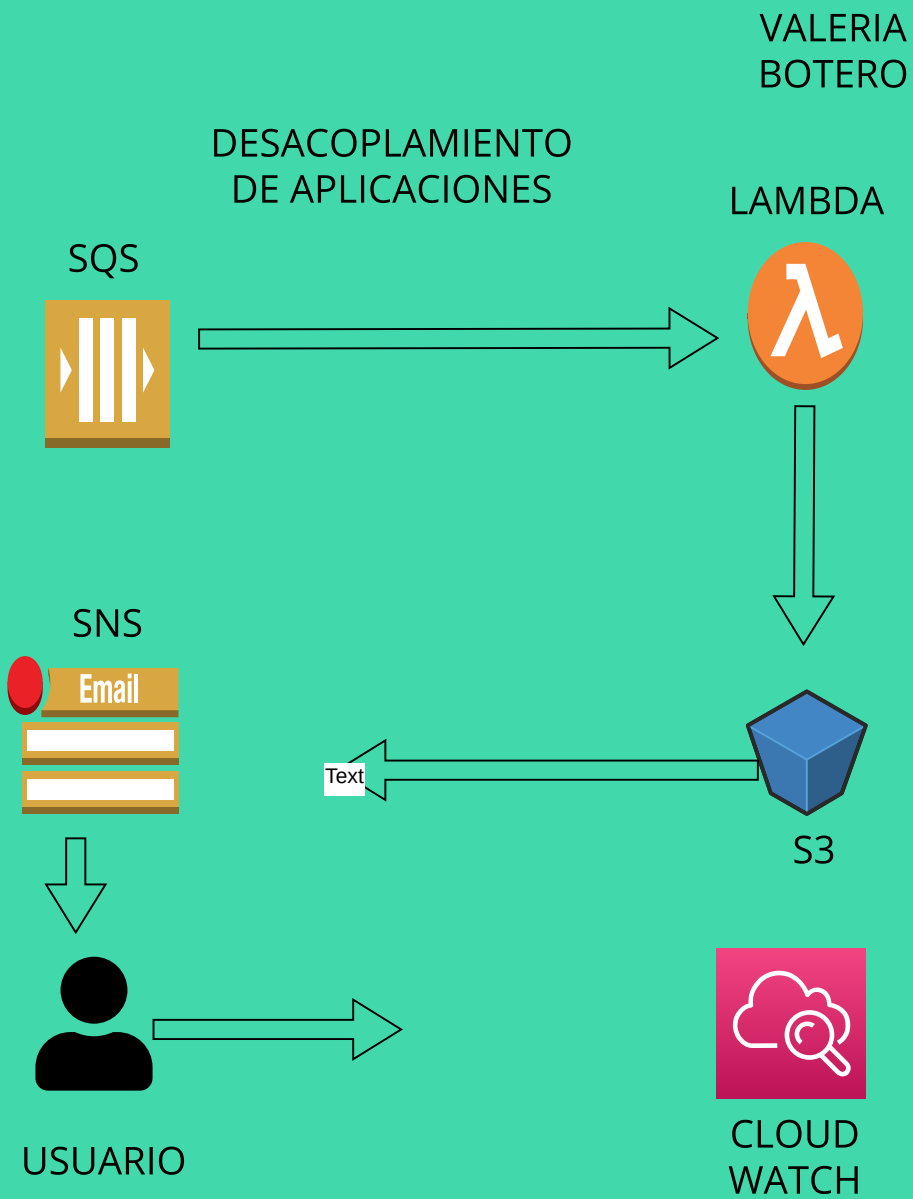 VALERIA
BOTERO
DESACOPLAMIENTO
DE APLICACIONES
LAMBDA
SQS
SNS
Email
Text
S3
USUARIO
CLOUD
WATCH